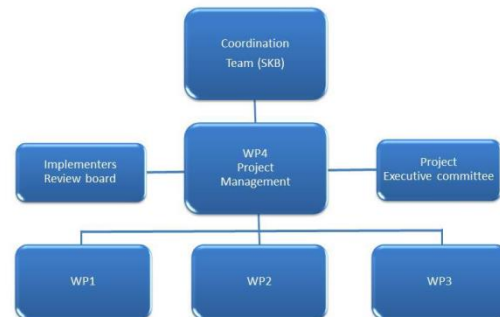 Coordination
Team (SKB)
Implementers
Review board
WP4
Project
Management
Project
Executive committee
WP1
WP2
WP3